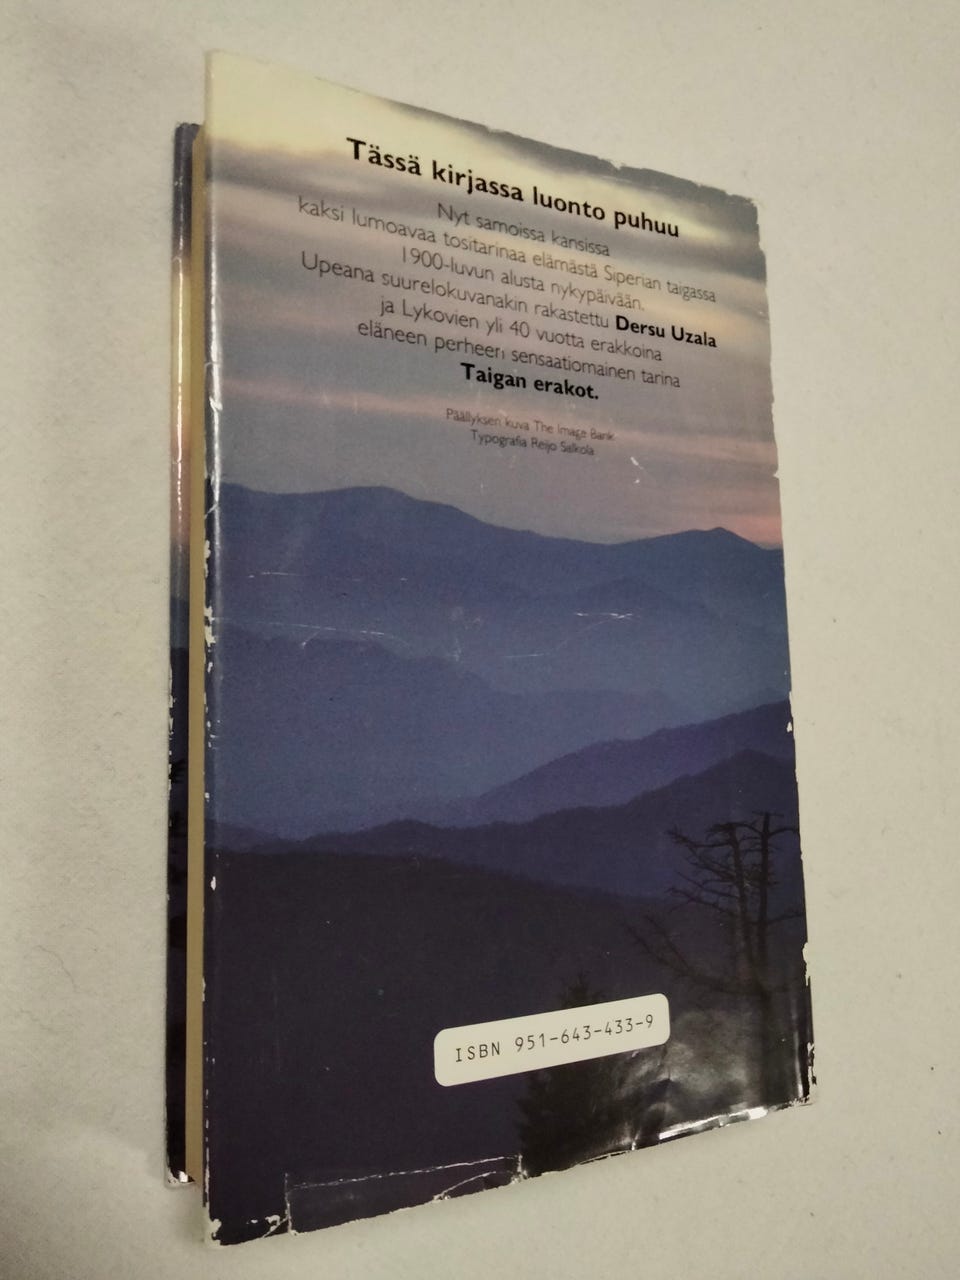 Tässä kirjassa luonto puhuu
Nyt samoissa kansissa
kaksi lumoavaa tositarinaa elämästä Siperian taigassa
1900-luvun alusta nykypäivään.
Upeana suurelokuvanakin rakastettu Dersu Uzala
ja Lykovien yli 40 vuotta erakkoina
eläneen perheen sensaatiomainen tarina
Taigan erakot.
Päällyksen kuva The Image Bank
Typografia Reijo Salkola
ISBN 951-643-433-9